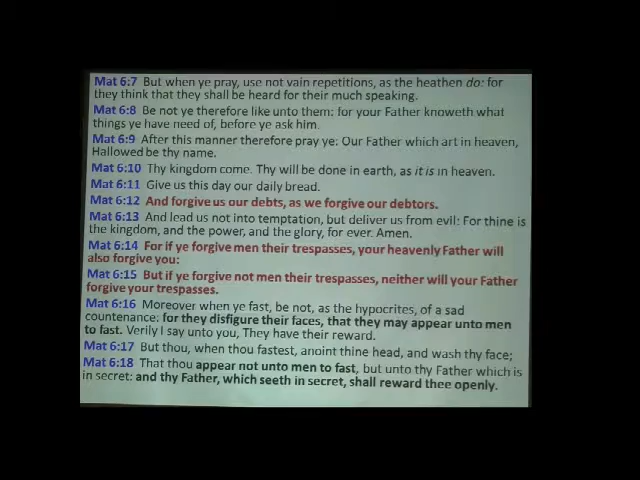 Mat 6:7 But when ye pray, use not vain repetitions, as the heathen do: for
they think that they shall be heard for their much speaking.
Mat 6:8 Be not ye therefore like unto them: for your Father knoweth what
things ye have need of, before ye ask him.
Mat 6:9 After this manner therefore pray ye: Our Father which art in heaven,
Hallowed be thy name.
Mat 6:10 Thy kingdom come. Thy will be done in earth, as it is in heaven.
Mat 6:11 Give us this day our daily bread.
Mat 6:12 And forgive us our debts, as we forgive our debtors.
Mat 6:13 And lead us not into temptation, but deliver us from evil: For thine is
the kingdom, and the power, and the glory, for ever. Amen.
Mat 6:14 For if ye forgive men their trespasses, your heavenly Father will
also forgive you:
Mat 6:15 But if ye forgive not men their trespasses, neither will your Father
forgive your trespasses.
Mat 6:16 Moreover when ye fast, be not, as the hypocrites, of a sad
countenance: for they disfigure their faces, that they may appear unto men
to fast. Verily I say unto you, They have their reward.
Mat 6:17 But thou, when thou fastest, anoint thine head, and wash thy face;
Mat 6:18 That thou appear not unto men to fast, but unto thy Father which is
in secret: and thy Father, which seeth in secret, shall reward thee openly.